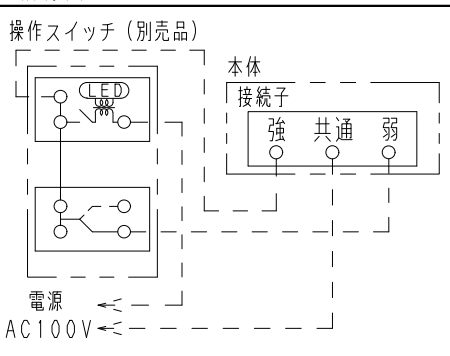 操作スイッチ（別売品）
LED
本体
接続子
強 共通 弱
電源
AC100V